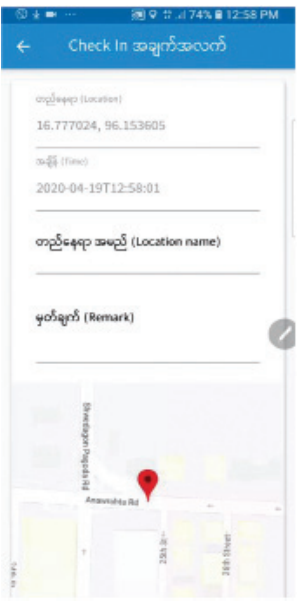 74% 12:58 PM
Check In အချက်အလက်
တည်နေရာ (Location)
16.777024, 96.153605
အချိန် (Time)
2020-04-19T12:58:01
တည်နေရာ အမည် (Location name)
မှတ်ချက် (Remark)
Shwedagon Pagoda Rd
Anawrahta Rd
25th St
26th Street